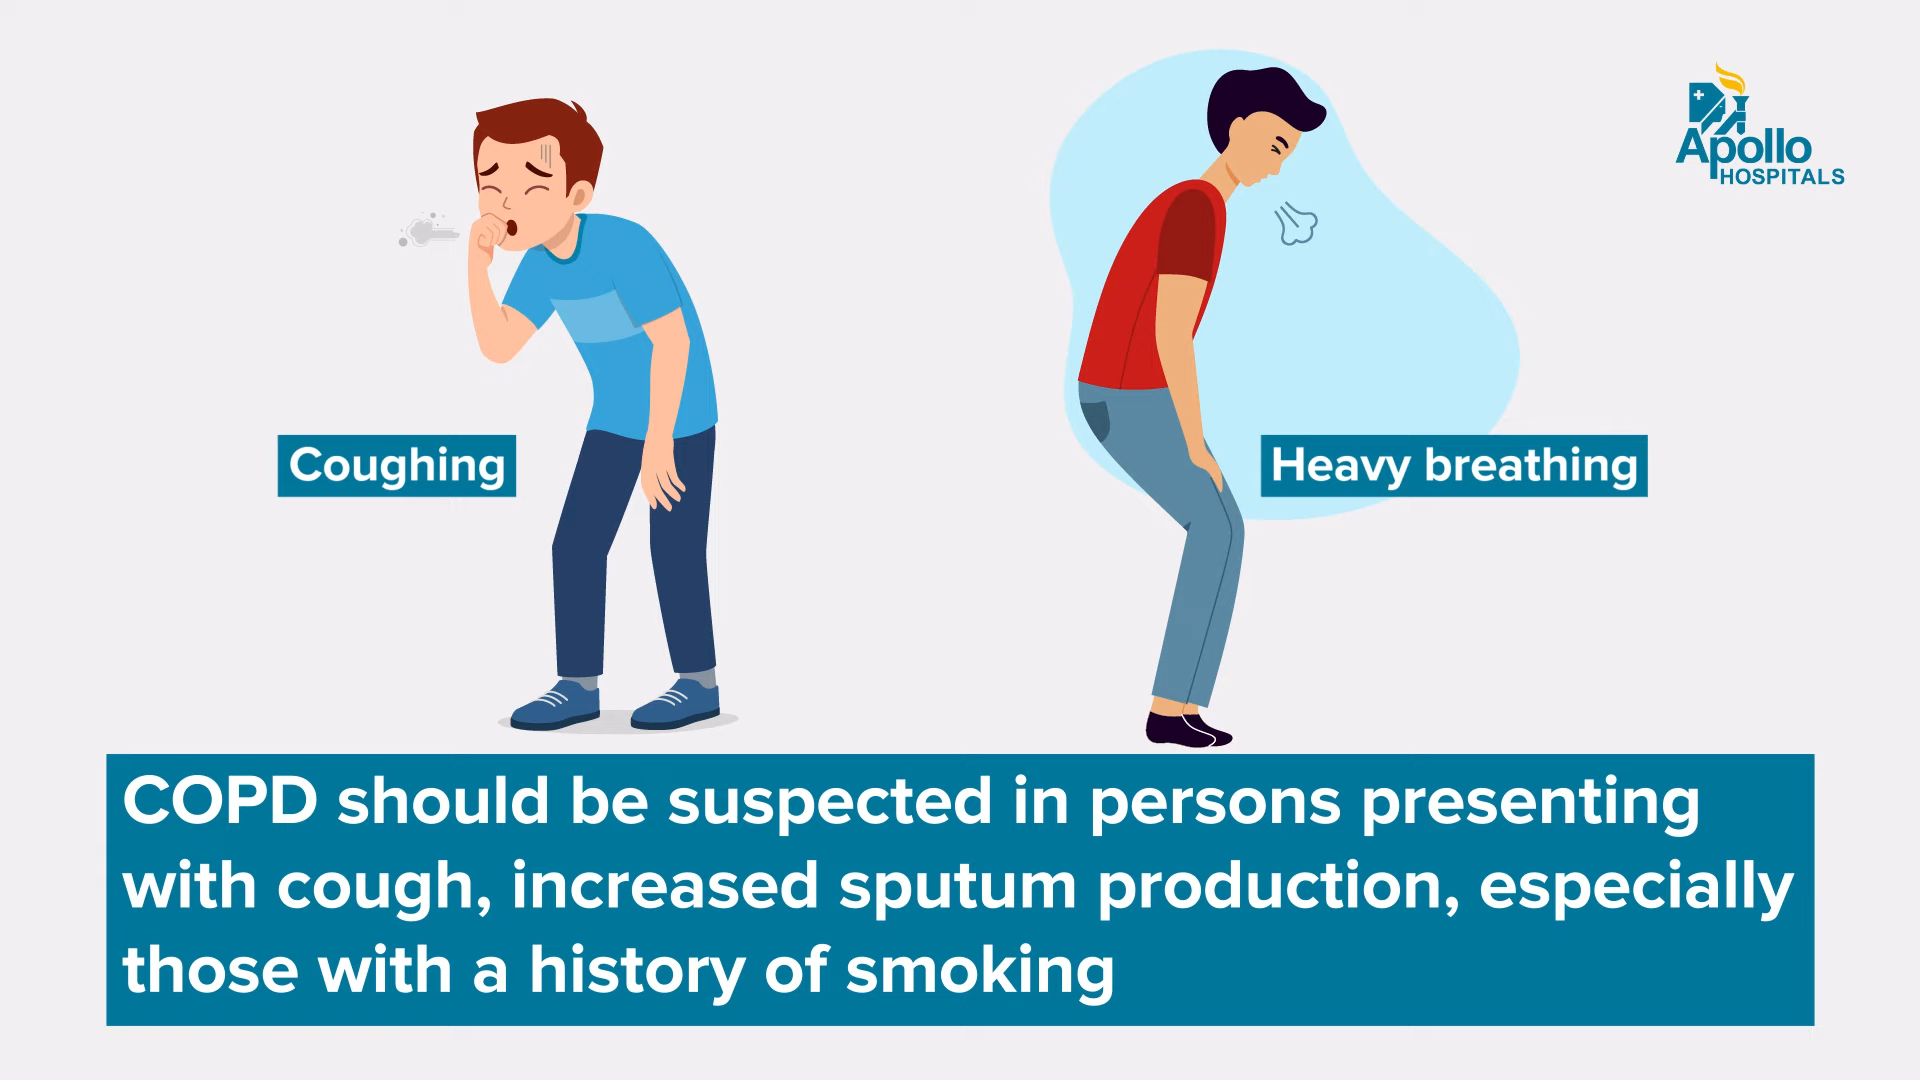 Apollo
HOSPITALS
Coughing
Heavy breathing
COPD should be suspected in persons presenting
with cough, increased sputum production, especially
those with a history of smoking